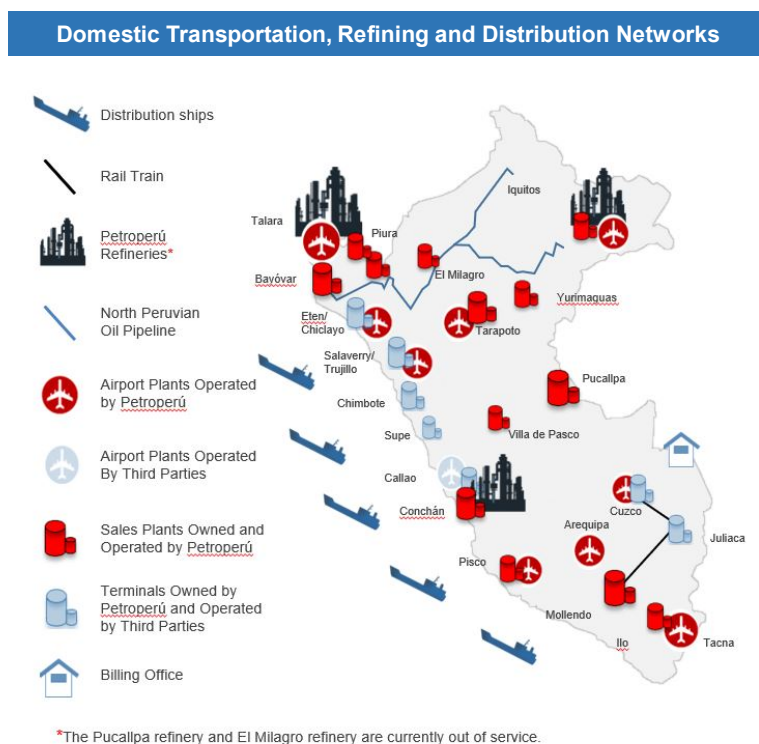 Domestic Transportation, Refining and Distribution Networks
Distribution ships
Rail Train
Petroperú
Refineries*
North Peruvian
Oil Pipeline
Airport Plants Operated
by Petroperú
Airport Plants Operated
By Third Parties
Sales Plants Owned and
Operated by Petroperú
Terminals Owned by
Petroperú and Operated
by Third Parties
Billing Office
Iquitos
Talara
Piura
El Milagro
Bayóvar
Yurimaguas
Eten/
Chiclayo
Tarapoto
Salaverry/
Trujillo
Pucallpa
Chimbote
Supe
Villa de Pasco
Callao
Conchán
Cuzco
Arequipa
Juliaca
Pisco
Mollendo
Ilo
Tacna
*The Pucallpa refinery and El Milagro refinery are currently out of service.